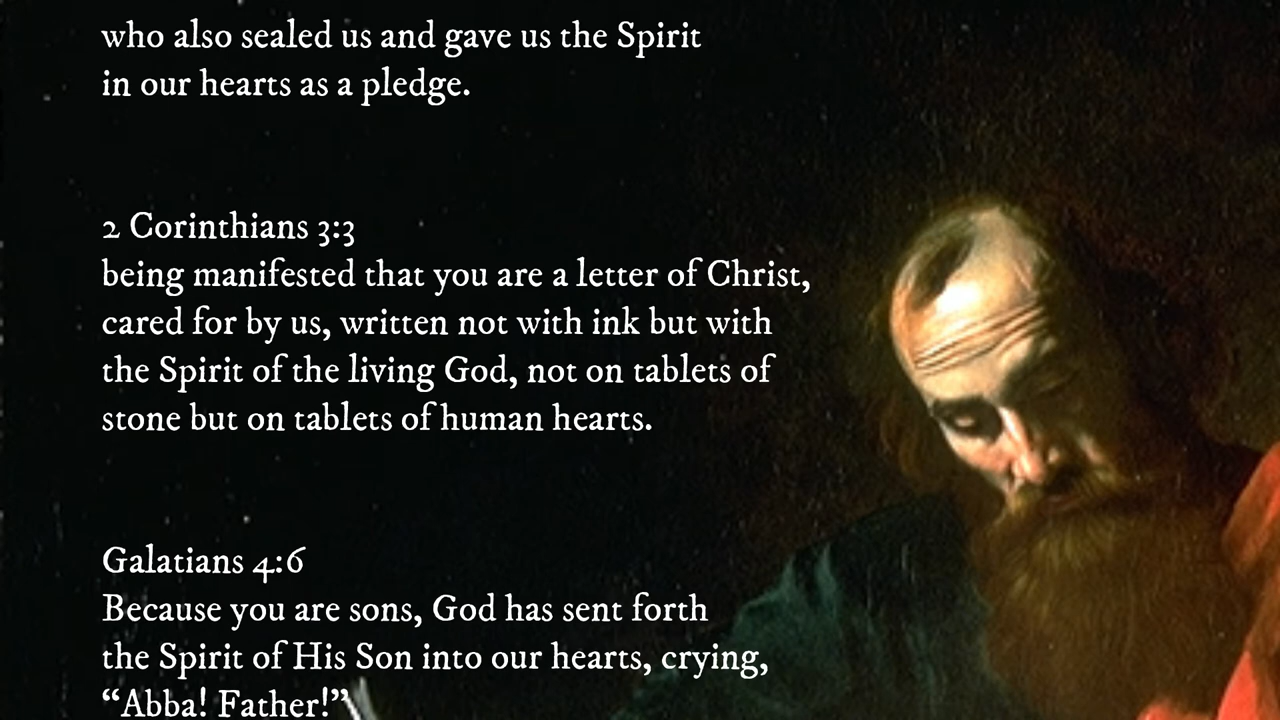 who also sealed us and gave us the Spirit
in our hearts as a pledge.
2 Corinthians 3:3
being manifested that you are a letter of Christ,
cared for by us, written not with ink but with
the Spirit of the living God, not on tablets of
stone but on tablets of human hearts.
Galatians 4:6
Because you are sons, God has sent forth
the Spirit of His Son into our hearts, crying,
“Abba! Father!”